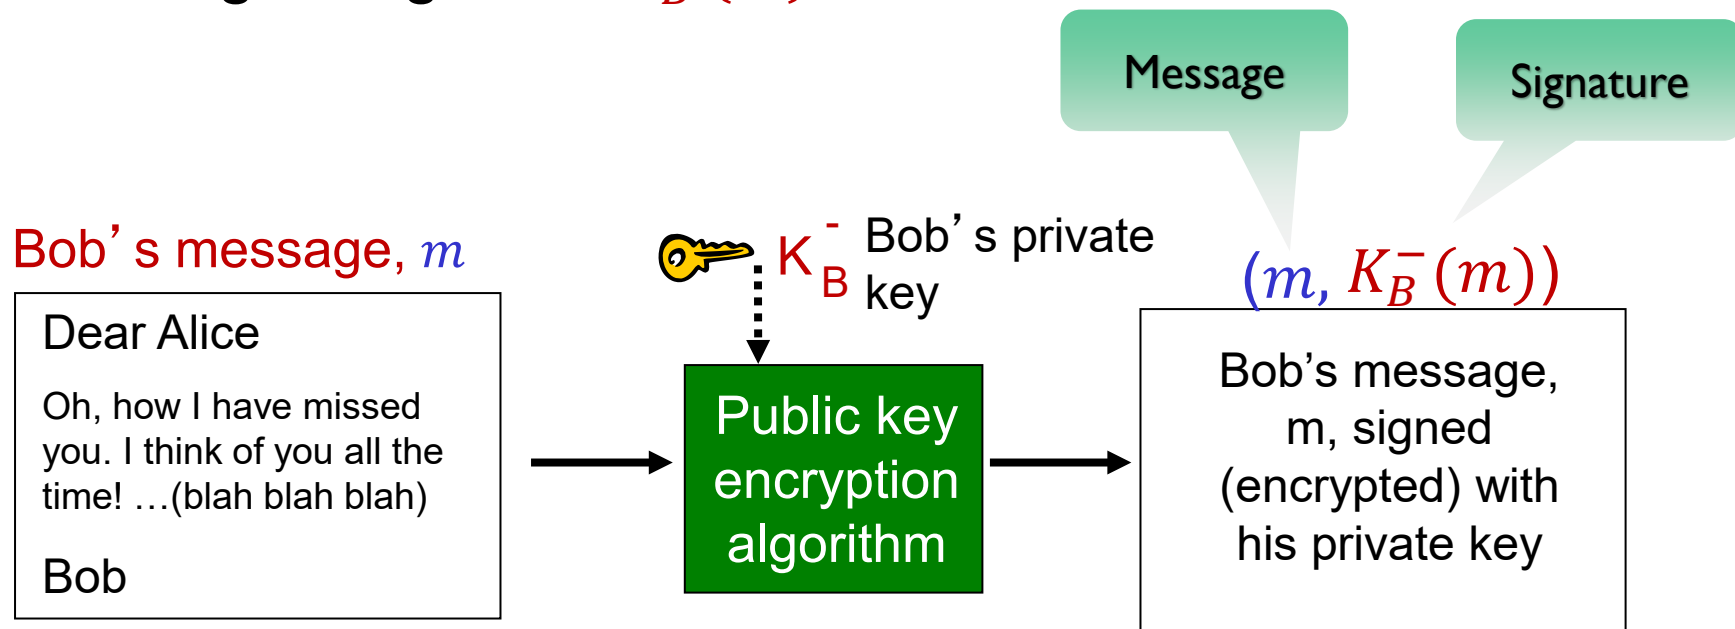 B (m)
Message
Signature
Bob's message, m
K_B^- Bob's private
key
(m, K_B^-(m))
Dear Alice
Oh, how I have missed
you. I think of you all the
time! …(blah blah blah)
Bob
Public key
encryption
algorithm
Bob's message,
m, signed
(encrypted) with
his private key